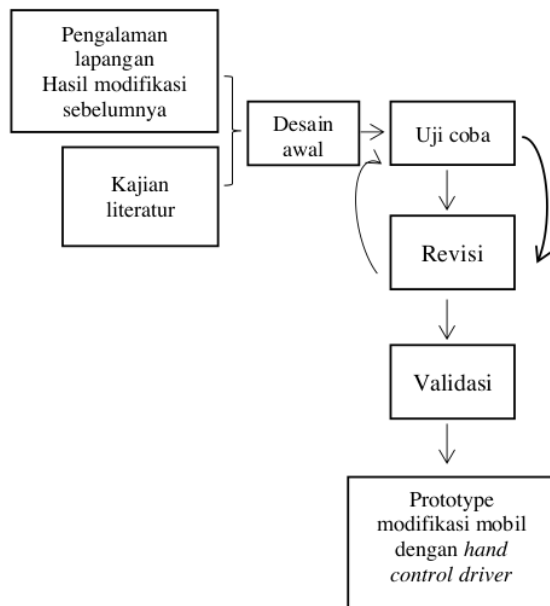 Pengalaman
lapangan
Hasil modifikasi
sebelumnya
Kajian
literatur
Desain
awal
Uji coba
Revisi
Validasi
Prototype
modifikasi mobil
dengan hand
control driver